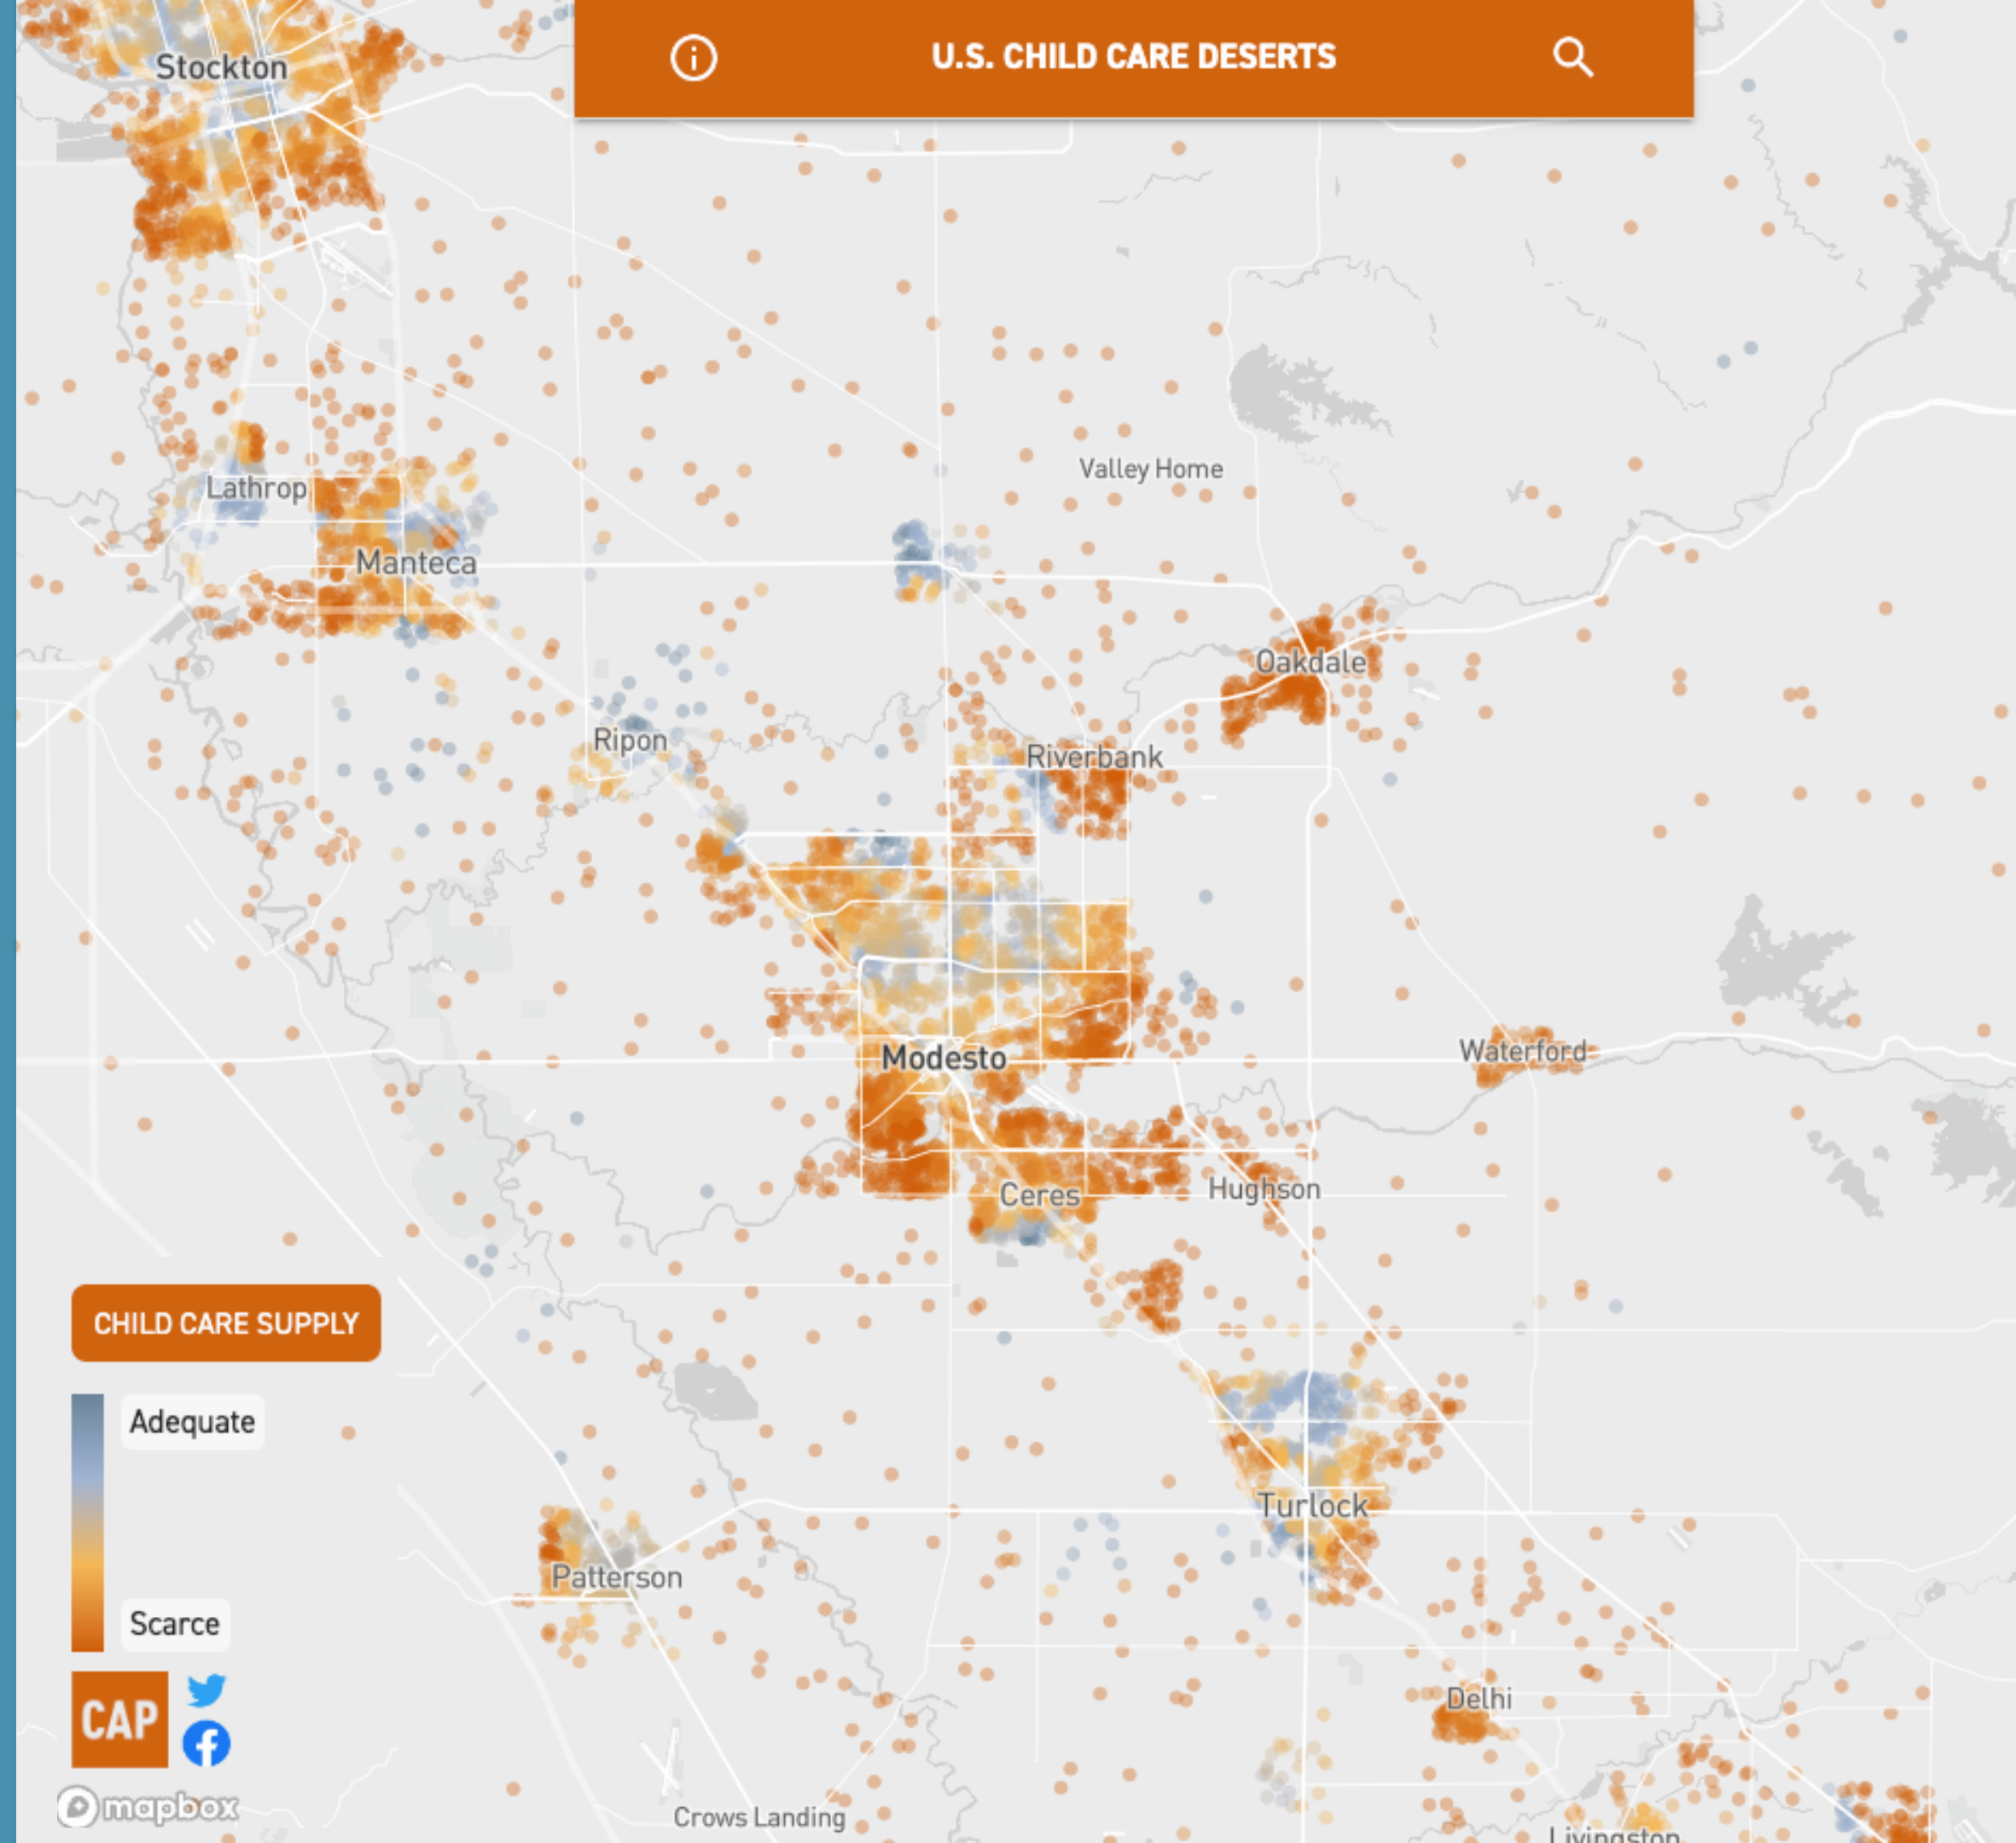 U.S. CHILD CARE DESERTS
Stockton
Valley Home
Lathrop
Manteca
Oakdale
Ripon
Riverbank
Modesto
Waterford
Ceres
Hughson
CHILD CARE SUPPLY
Adequate
Scarce
Turlock
Patterson
Delhi
CAP
mapbox
Crows Landing
Livingston